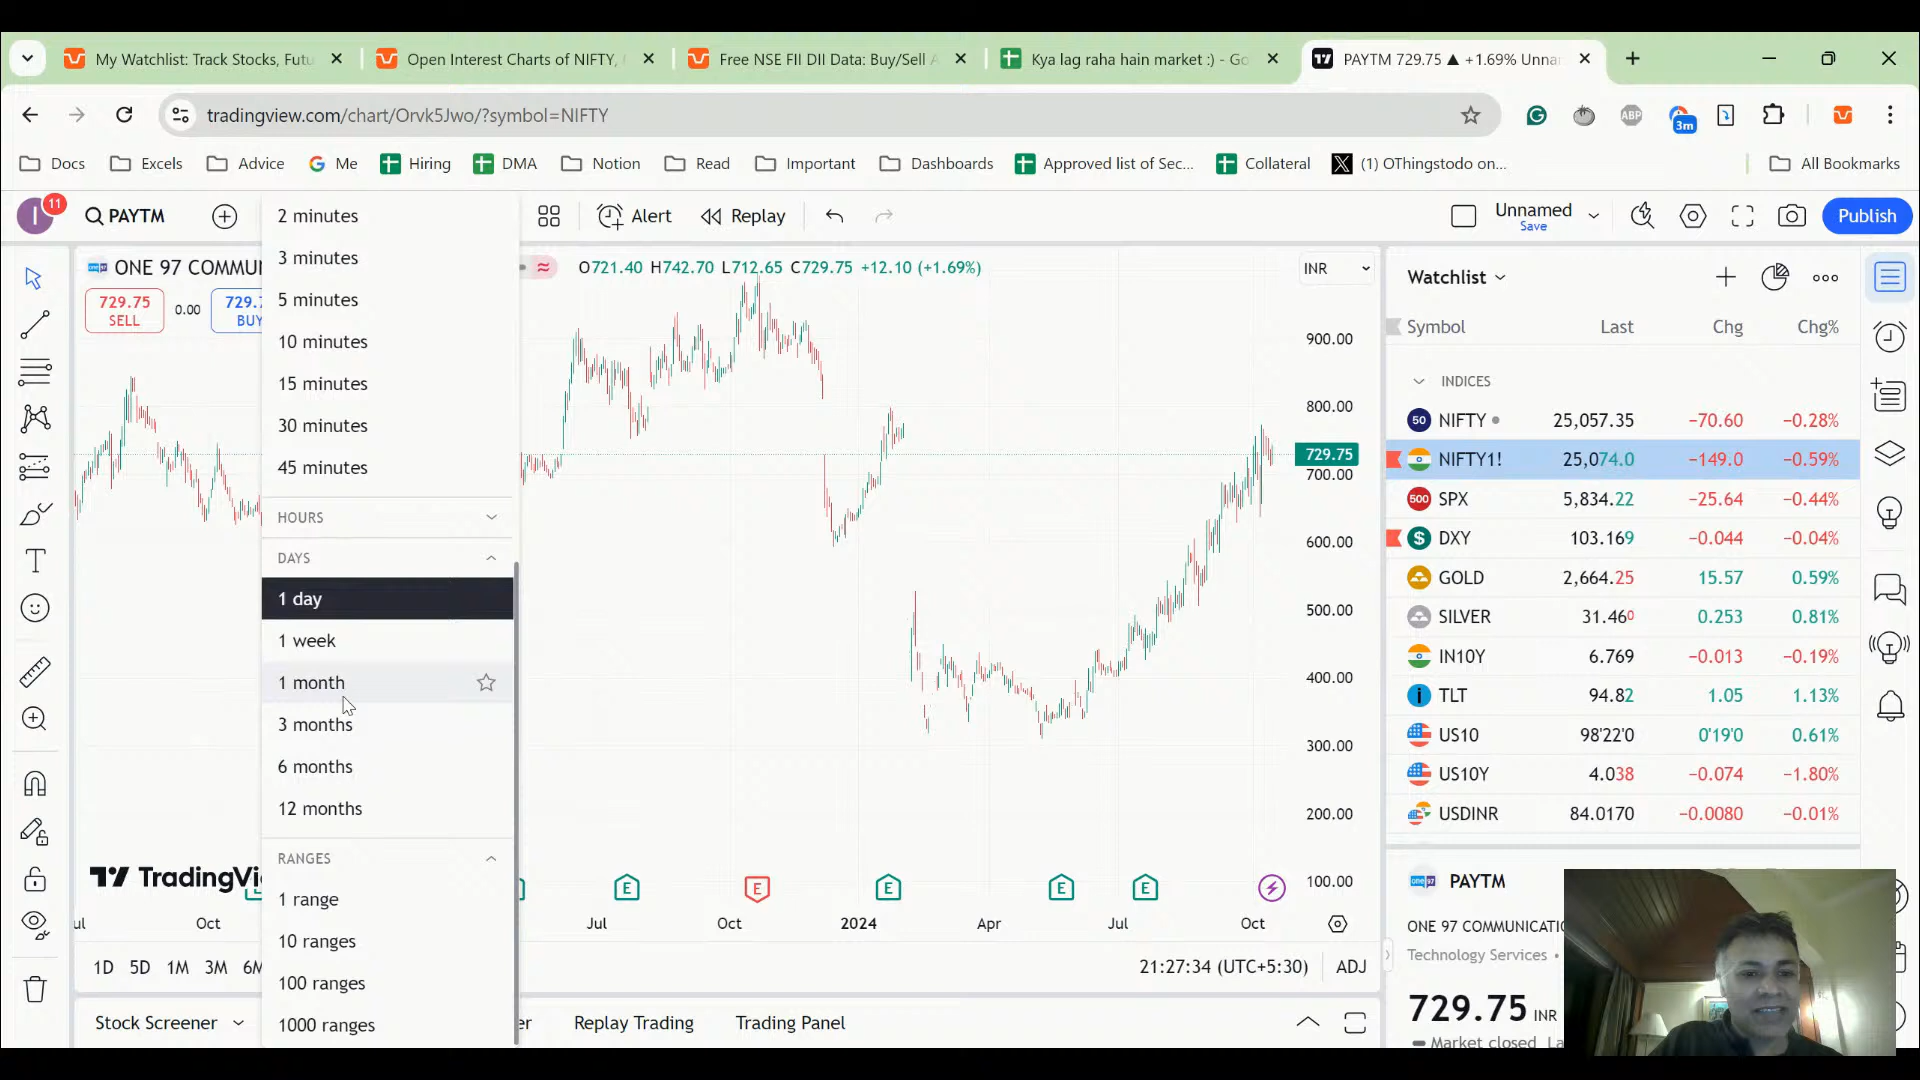 My Watchlist: Track Stocks, Futu
Open Interest Charts of NIFTY,
Free NSE FII DII Data: Buy/Sell A
Kya lag raha hain market :) - Go
PAYTM 729.75 ▲ +1.69% Unna
tradingview.com/chart/Orvk5Jwo/?symbol=NIFTY
ABP
3m
Docs
Excels
Advice
Me
Hiring
DMA
Notion
Read
Important
Dashboards
Approved list of Sec...
Collateral
(1) OThingstodo on...
All Bookmarks
I
11
PAYTM
2 minutes
Alert
Replay
Unnamed
Save
Publish
ONE 97 COMMU
O721.40 H742.70 L712.65 C729.75 +12.10 (+1.69%)
INR
729.75
SELL
0.00
729.
BUY
3 minutes
5 minutes
10 minutes
15 minutes
30 minutes
45 minutes
HOURS
DAYS
1 day
1 week
1 month
3 months
6 months
12 months
RANGES
1 range
10 ranges
100 ranges
1000 ranges
900.00
800.00
729.75
700.00
600.00
500.00
400.00
300.00
200.00
100.00
TradingVi
E
E
E
E
E
ul
Oct
Jul
Oct
2024
Apr
Jul
Oct
1D
5D
1M
3M
6M
21:27:34 (UTC+5:30)
ADJ
Stock Screener
er
Replay Trading
Trading Panel
Watchlist
Symbol Last Chg Chg%
INDICES
50 NIFTY 25,057.35 −70.60 −0.28%
NIFTY1! 25,074.0 −149.0 −0.59%
500 SPX 5,834.22 −25.64 −0.44%
$ DXY 103.169 −0.044 −0.04%
GOLD 2,664.25 15.57 0.59%
SILVER 31.460 0.253 0.81%
IN10Y 6.769 −0.013 −0.19%
TLT 94.82 1.05 1.13%
US10 98'22'0 0'19'0 0.61%
US10Y 4.038 −0.074 −1.80%
USDINR 84.0170 −0.0080 −0.01%
PAYTM
ONE 97 COMMUNICATIO
Technology Services •
729.75 INR
Market closed